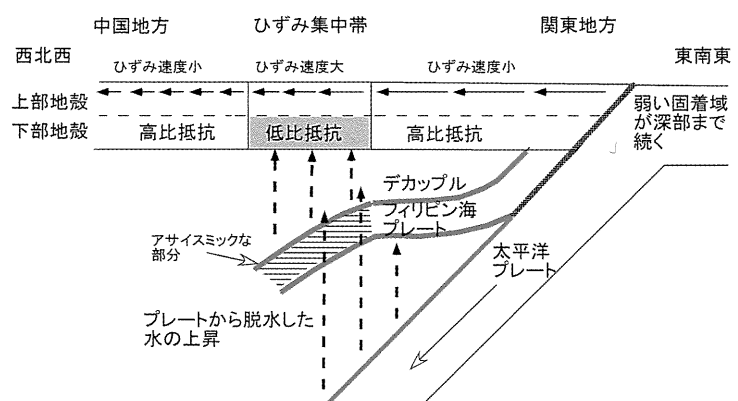 中国地方
ひずみ集中帯
関東地方
西北西
東南東
ひずみ速度小
ひずみ速度大
ひずみ速度小
上部地殻
下部地殻
高比抵抗
低比抵抗
高比抵抗
弱い固着域
が深部まで
続く
デカップル
フィリピン海
プレート
アサイスミックな
部分
太平洋
プレート
プレートから脱水した
水の上昇